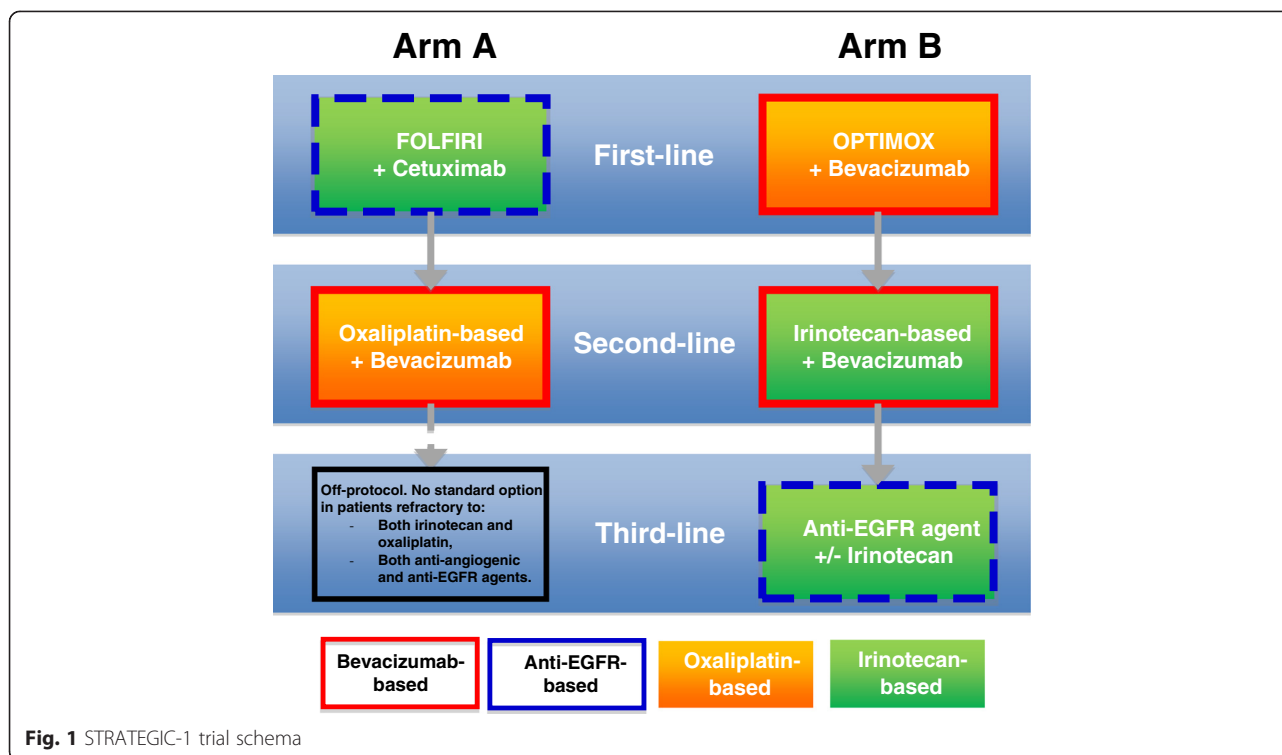 Arm A
Arm B
FOLFIRI
+ Cetuximab
First-line
OPTIMOX
+ Bevacizumab
Oxaliplatin-based
+ Bevacizumab
Second-line
Irinotecan-based
+ Bevacizumab
Off-protocol. No standard option
in patients refractory to:
- Both irinotecan and
oxaliplatin,
- Both anti-angiogenic
and anti-EGFR agents.
Third-line
Anti-EGFR agent
+/- Irinotecan
Bevacizumab-
based
Anti-EGFR-
based
Oxaliplatin-
based
Irinotecan-
based
Fig. 1 STRATEGIC-1 trial schema